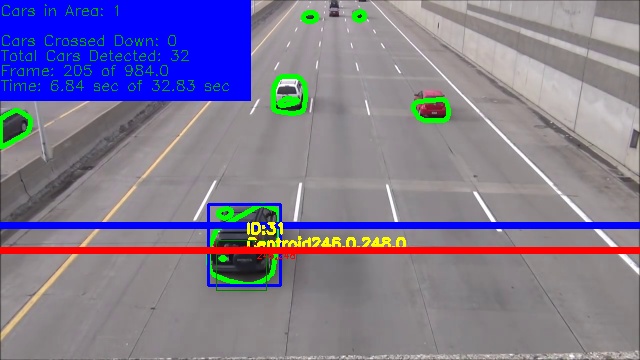 Cars in Area: 1
Cars Crossed Down: 0
Total Cars Detected: 32
Frame: 205 of 984.0
Time: 6.84 sec of 32.83 sec
ID:31
Centroid246.0,248.0